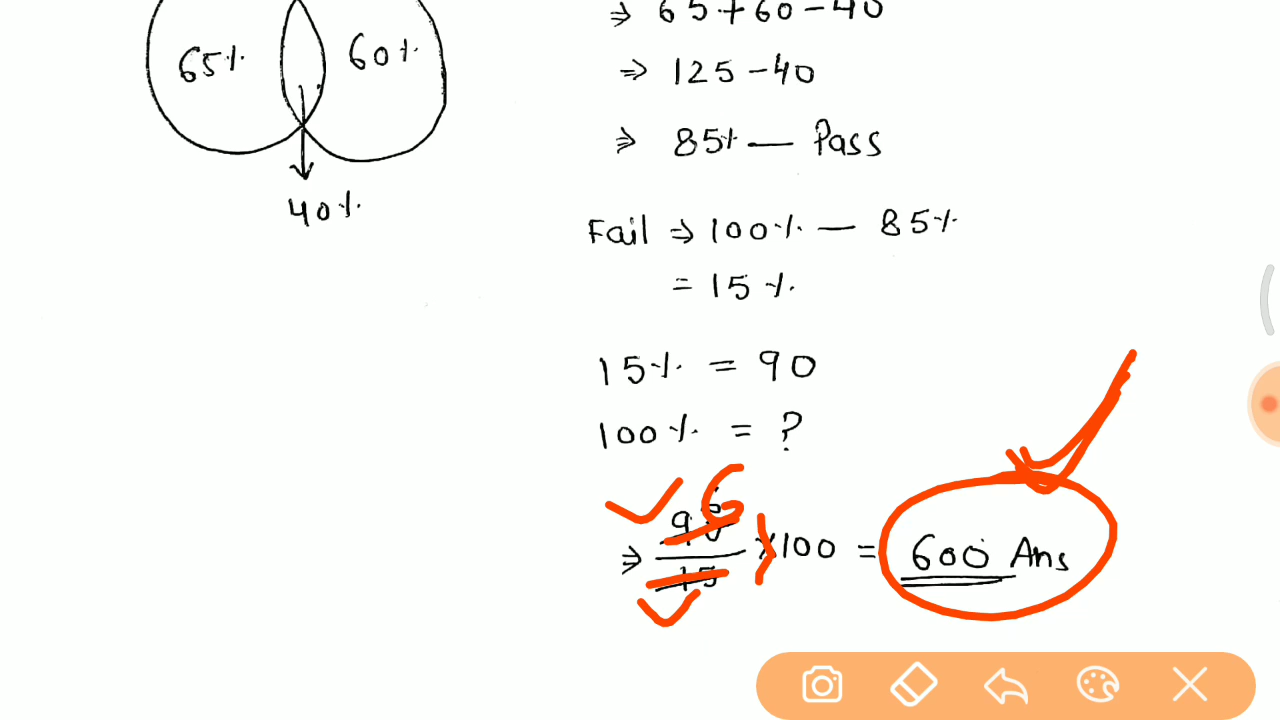 65% 60%
40%
⇒ 65+60-40
⇒ 125-40
⇒ 85% — Pass
Fail ⇒ 100% — 85%
= 15%
15% = 90
100% = ?
6
⇒ 90/15 × 100 = 600 Ans